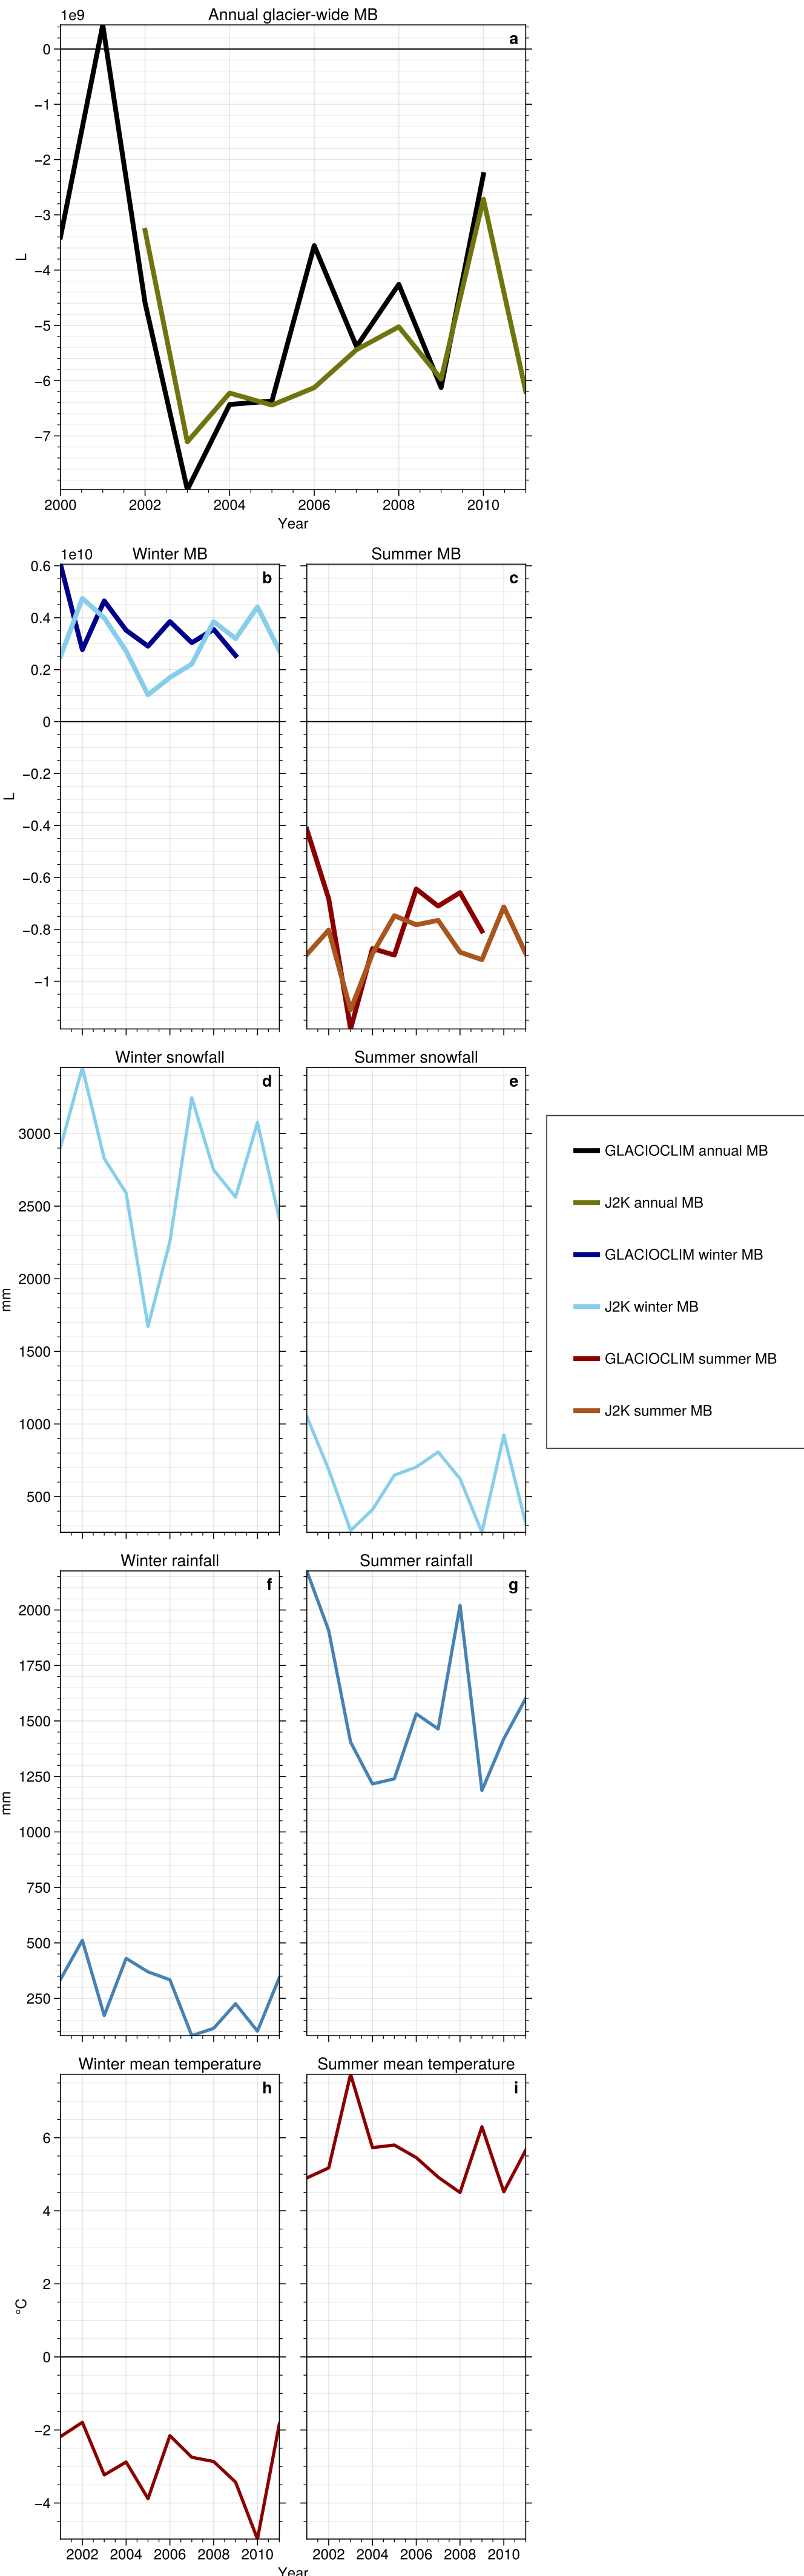 1e9
Annual glacier-wide MB
a
0
−1
−2
−3
−4
−5
−6
−7
L
2000 2002 2004 2006 2008 2010
Year
1e10
Winter MB
Summer MB
b
c
0.6
0.4
0.2
0
−0.2
−0.4
−0.6
−0.8
−1
L
Winter snowfall
Summer snowfall
d
e
3000
2500
2000
1500
1000
500
mm
GLACIOCLIM annual MB
J2K annual MB
GLACIOCLIM winter MB
J2K winter MB
GLACIOCLIM summer MB
J2K summer MB
Winter rainfall
Summer rainfall
f
g
2000
1750
1500
1250
1000
750
500
250
mm
Winter mean temperature
Summer mean temperature
h
i
6
4
2
0
−2
−4
°C
2002 2004 2006 2008 2010
2002 2004 2006 2008 2010
Year